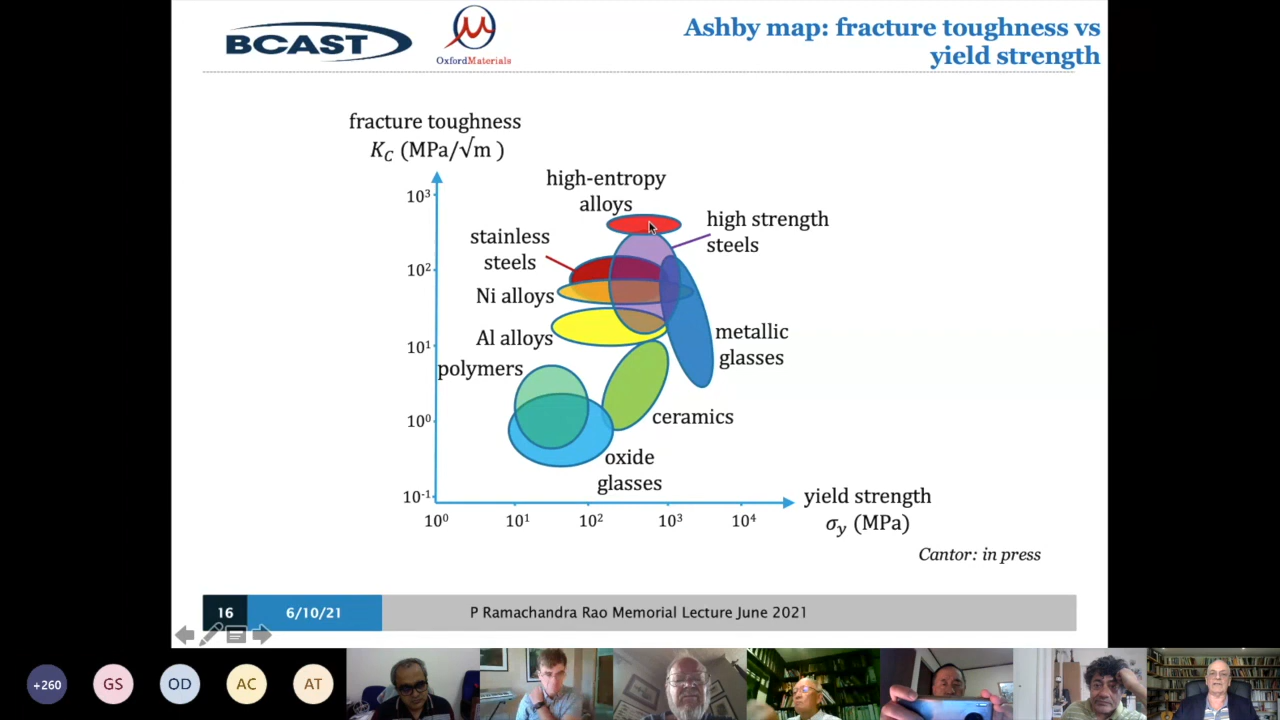 BCAST
OxfordMaterials
Ashby map: fracture toughness vs
yield strength
fracture toughness
K_C (MPa/√m )
10³
10²
10¹
10⁰
10⁻¹
high-entropy
alloys
high strength
steels
stainless
steels
Ni alloys
Al alloys
metallic
glasses
polymers
ceramics
oxide
glasses
10⁰ 10¹ 10² 10³ 10⁴
yield strength
σ_y (MPa)
Cantor: in press
16 6/10/21 P Ramachandra Rao Memorial Lecture June 2021
+260 GS OD AC AT